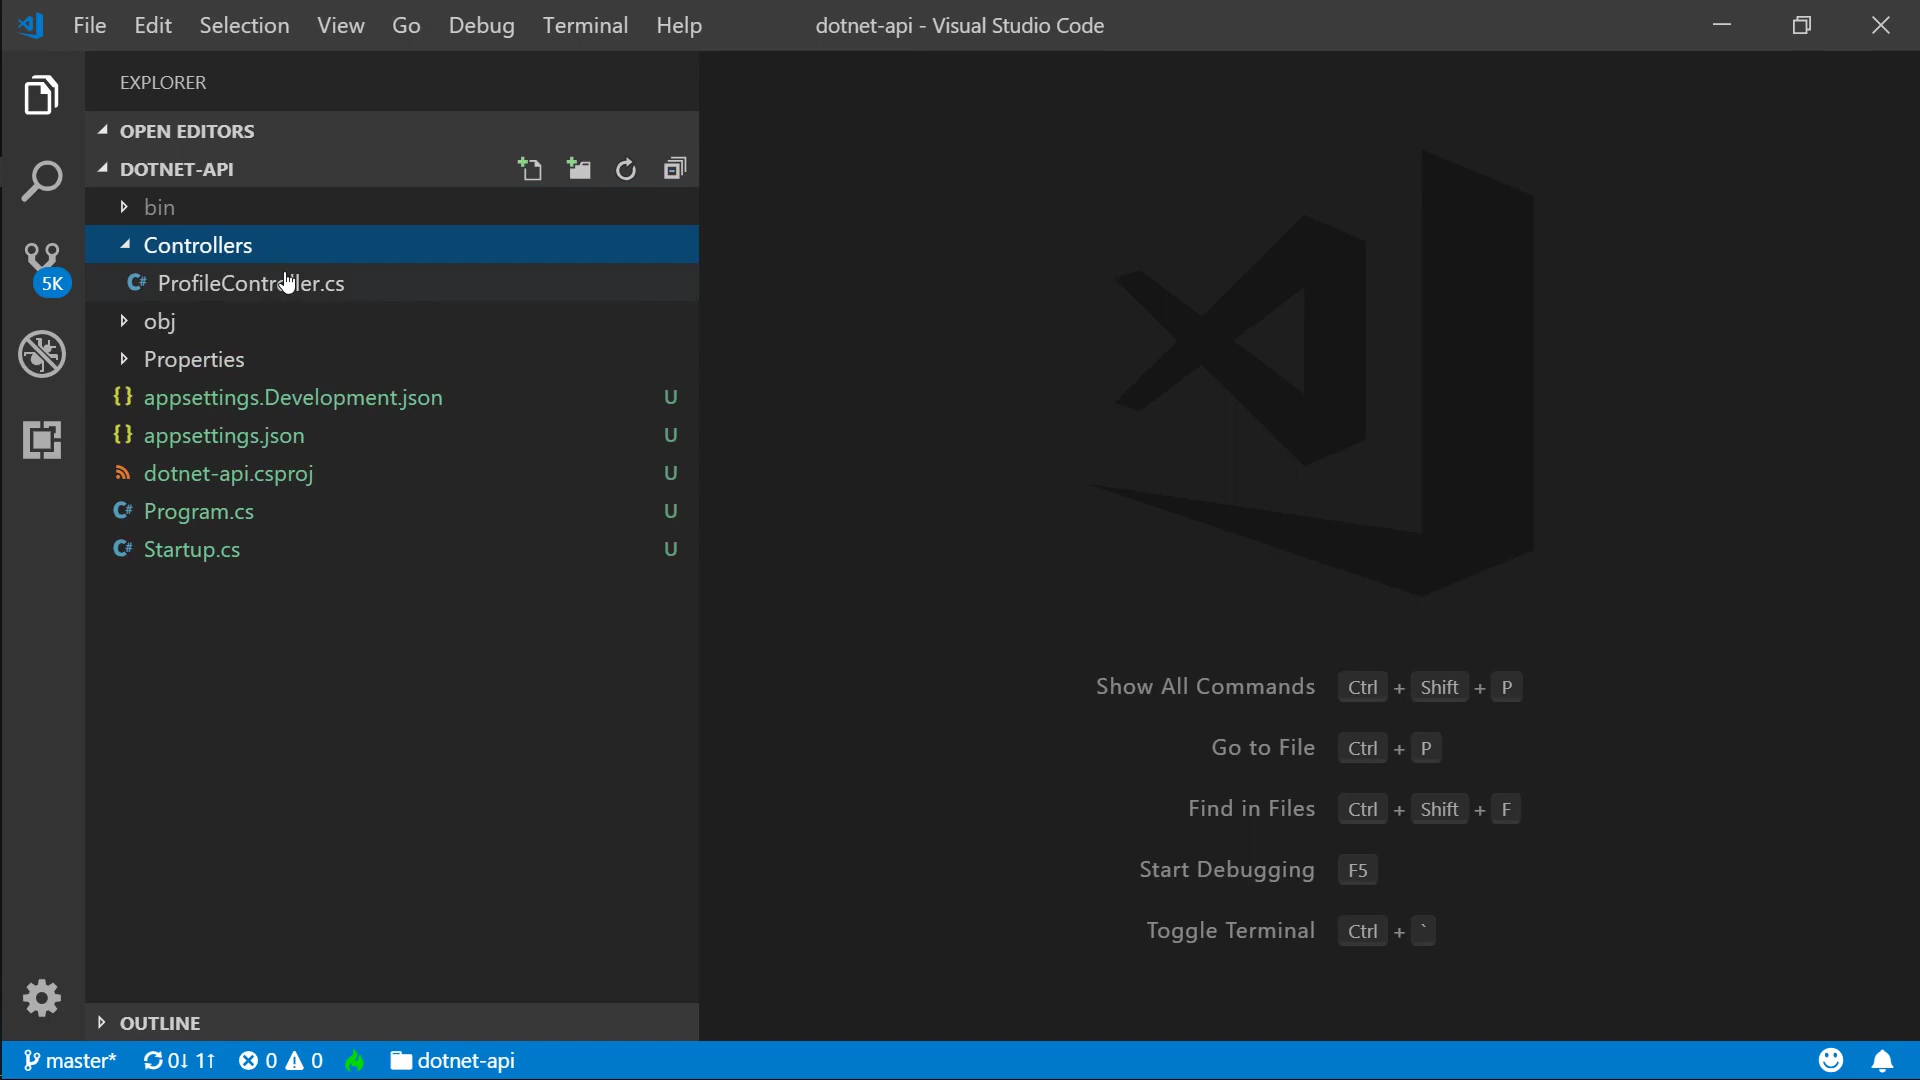 File Edit Selection View Go Debug Terminal Help dotnet-api - Visual Studio Code
EXPLORER
OPEN EDITORS
DOTNET-API
bin
Controllers
C# ProfileController.cs
obj
Properties
{} appsettings.Development.json U
{} appsettings.json U
dotnet-api.csproj U
C# Program.cs U
C# Startup.cs U
5K
Show All Commands Ctrl + Shift + P
Go to File Ctrl + P
Find in Files Ctrl + Shift + F
Start Debugging F5
Toggle Terminal Ctrl + `
OUTLINE
master* 0↓ 1↑ 0 0 dotnet-api